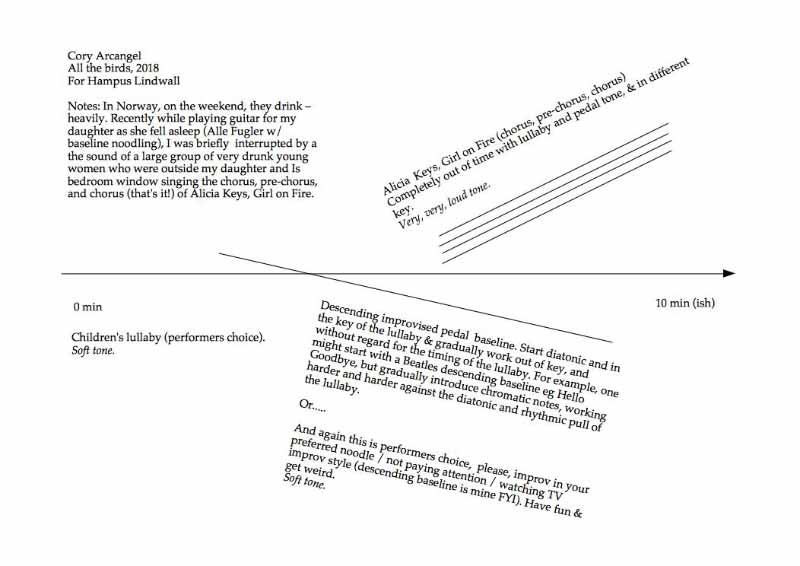 Cory Arcangel
All the birds, 2018
For Hampus Lindwall
Notes: In Norway, on the weekend, they drink –
heavily. Recently while playing guitar for my
daughter as she fell asleep (Alle Fugler w/
baseline noodling), I was briefly interrupted by a
the sound of a large group of very drunk young
women who were outside my daughter and Is
bedroom window singing the chorus, pre-chorus,
and chorus (that's it!) of Alicia Keys, Girl on Fire.
Alicia Keys, Girl on Fire (chorus, pre-chorus, chorus)
Completely out of time with lullaby and pedal tone, & in different
key.
Very, very, loud tone.
0 min
10 min (ish)
Children's lullaby (performers choice).
Soft tone.
Descending improvised pedal baseline. Start diatonic and in
the key of the lullaby & gradually work out of key, and
without regard for the timing of the lullaby. For example, one
might start with a Beatles descending baseline eg Hello
Goodbye, but gradually introduce chromatic notes, working
harder and harder against the diatonic and rhythmic pull of
the lullaby.
Or.....
And again this is performers choice, please, improv in your
preferred noodle / not paying attention / watching TV
improv style (descending baseline is mine FYI). Have fun &
get weird.
Soft tone.